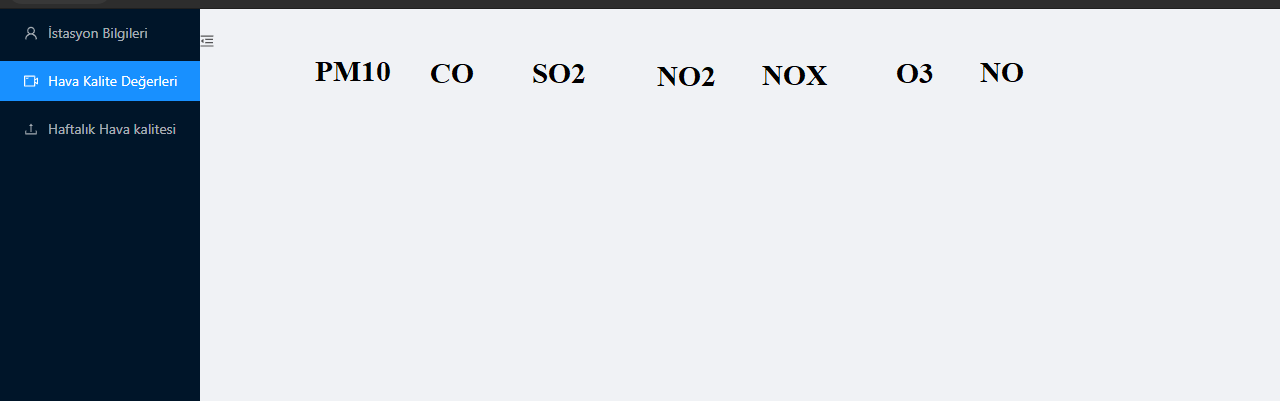 İstasyon Bilgileri
Hava Kalite Değerleri
Haftalık Hava kalitesi
PM10 CO SO2 NO2 NOX O3 NO